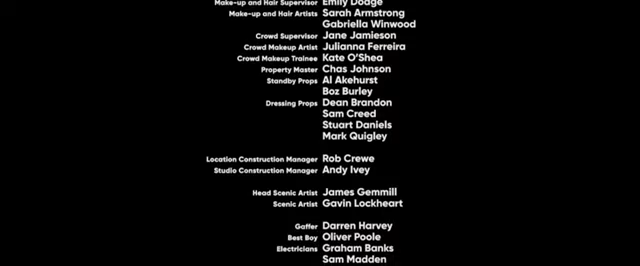 Make-up and Hair Supervisor Emily Dodge
Make-up and Hair Artists Sarah Armstrong
Gabriella Winwood
Crowd Supervisor Jane Jamieson
Crowd Makeup Artist Julianna Ferreira
Crowd Makeup Trainee Kate O'Shea
Property Master Chas Johnson
Standby Props Al Akehurst
Boz Burley
Dressing Props Dean Brandon
Sam Creed
Stuart Daniels
Mark Quigley
Location Construction Manager Rob Crewe
Studio Construction Manager Andy Ivey
Head Scenic Artist James Gemmill
Scenic Artist Gavin Lockheart
Gaffer Darren Harvey
Best Boy Oliver Poole
Electricians Graham Banks
Sam Madden